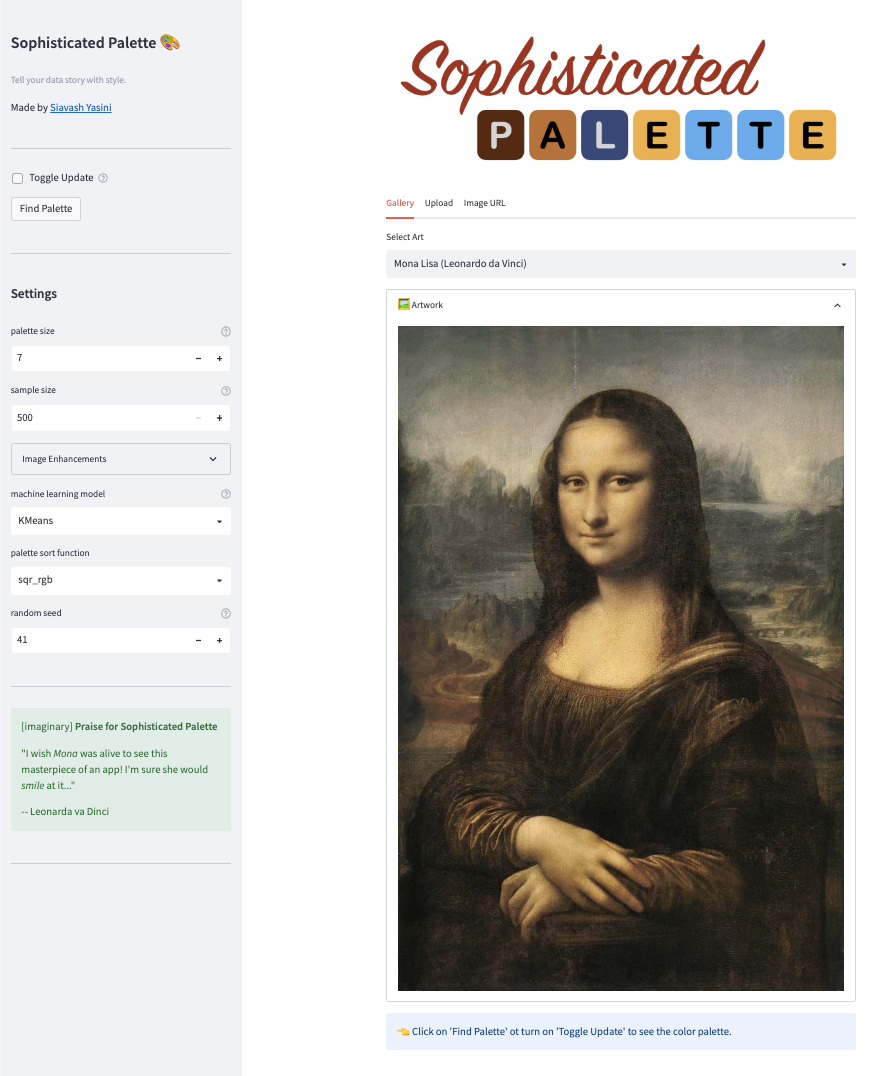 Sophisticated Palette 🎨
Tell your data story with style.
Made by Siavash Yasini
Toggle Update
Find Palette
Settings
palette size
7
sample size
500
Image Enhancements
machine learning model
KMeans
palette sort function
sqr_rgb
random seed
41
[imaginary] Praise for Sophisticated Palette
"I wish Mona was alive to see this
masterpiece of an app! I'm sure she would
smile at it..."
-- Leonarda va Dinci
Sophisticated
PALETTE
Gallery Upload Image URL
Select Art
Mona Lisa (Leonardo da Vinci)
🖼️ Artwork
👈 Click on 'Find Palette' ot turn on 'Toggle Update' to see the color palette.